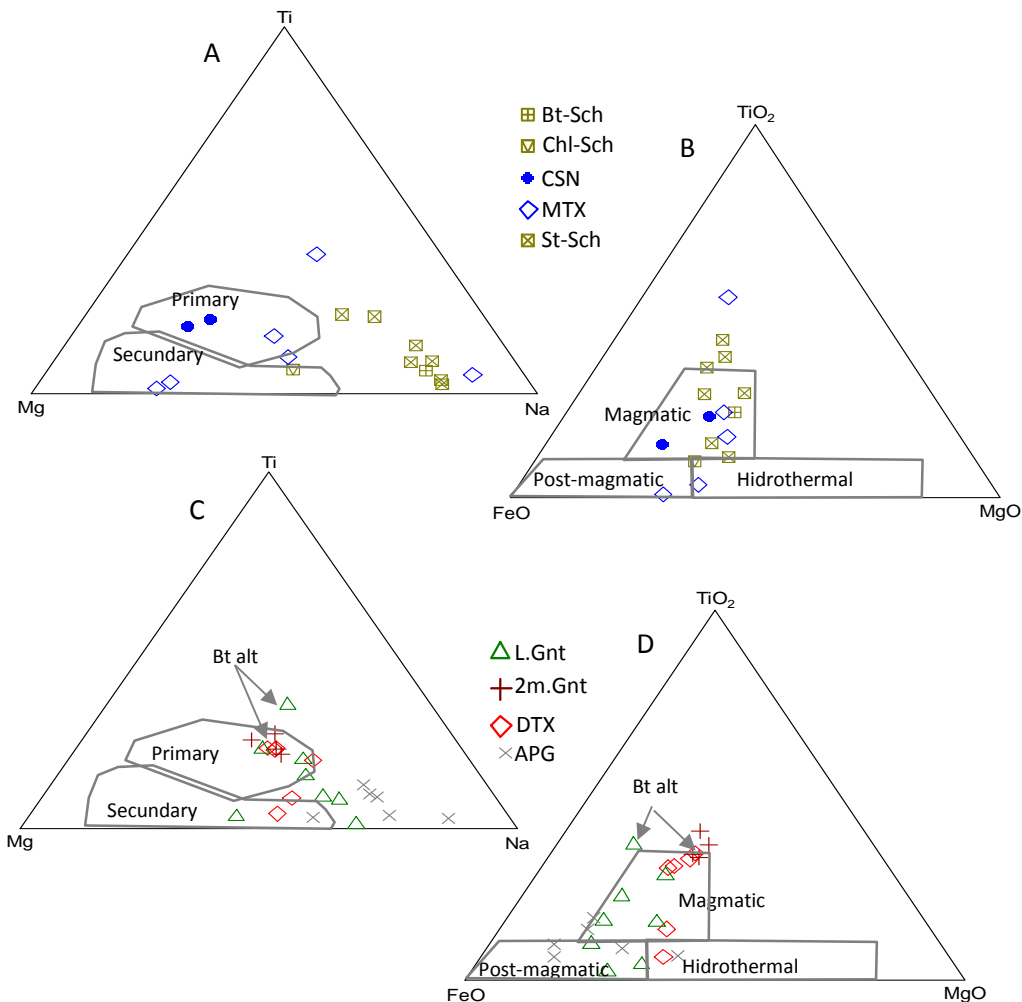 Ti
A
Primary
Secundary
Mg
Na
Bt-Sch
Chl-Sch
CSN
MTX
St-Sch
TiO₂
B
Magmatic
Post-magmatic
Hidrothermal
FeO
MgO
Ti
C
Bt alt
Primary
Secundary
Mg
Na
L.Gnt
2m.Gnt
DTX
APG
TiO₂
D
Bt alt
Magmatic
Post-magmatic
Hidrothermal
FeO
MgO